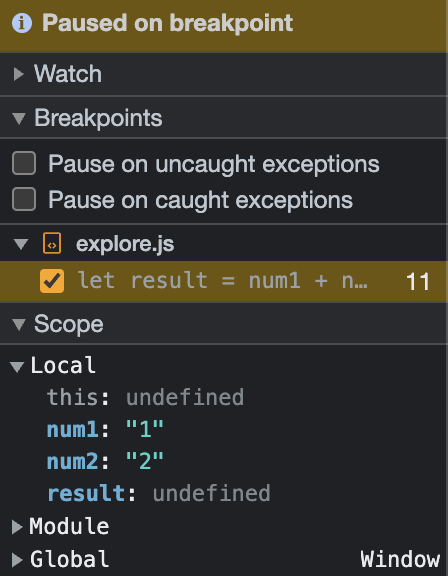 Paused on breakpoint
Watch
Breakpoints
Pause on uncaught exceptions
Pause on caught exceptions
explore.js
let result = num1 + n… 11
Scope
Local
this: undefined
num1: "1"
num2: "2"
result: undefined
Module
Global Window